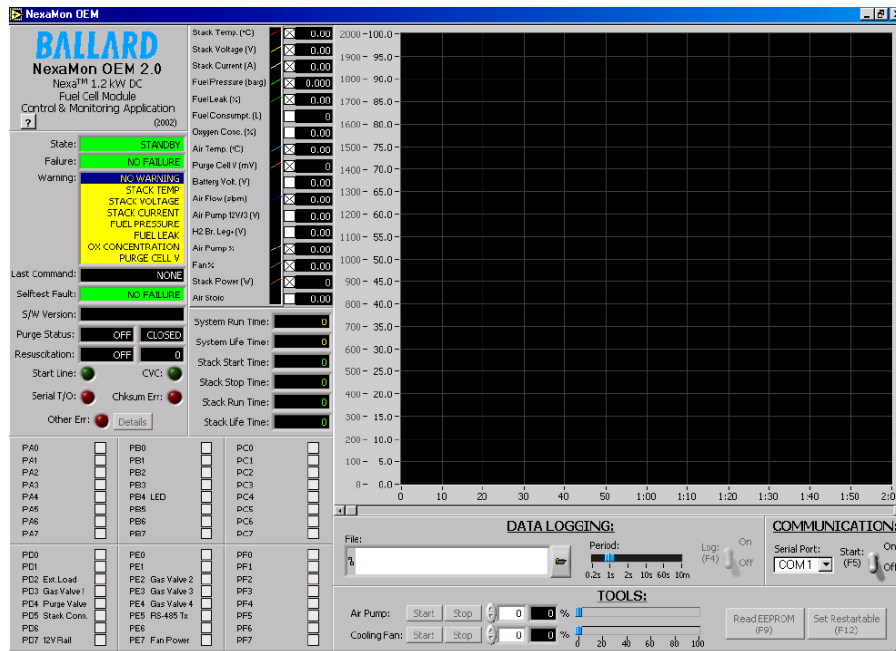 NexaMon OEM
BALLARD
NexaMon OEM 2.0
Nexa™ 1.2 kW DC
Fuel Cell Module
Control & Monitoring Application
? (2002)
State: STANDBY
Failure: NO FAILURE
Warning: NO WARNING
STACK TEMP
STACK VOLTAGE
STACK CURRENT
FUEL PRESSURE
FUEL LEAK
OX CONCENTRATION
PURGE CELL V
Last Command: NONE
Selftest Fault: NO FAILURE
S/W Version:
Purge Status: OFF CLOSED
Resuscitation: OFF 0
Start Line: CVC:
Serial T/O: Chksum Err:
Other Err: Details
Stack Temp. (°C) 0.00
Stack Voltage (V) 0.00
Stack Current (A) 0.00
Fuel Pressure (barg) 0.000
Fuel Leak (%) 0.00
Fuel Consumpt. (L) 0
Oxygen Conc. (%) 0.00
Air Temp. (°C) 0.00
Purge Cell V (mV) 0
Battery Volt. (V) 0.00
Air Flow (slpm) 0.00
Air Pump 12V/3 (V) 0.00
H2 Br. Leg+ (V) 0.00
Air Pump % 0.00
Fan % 0.00
Stack Power (W) 0
Air Stoic 0.00
System Run Time: 0
System Life Time: 0
Stack Start Time: 0
Stack Stop Time: 0
Stack Run Time: 0
Stack Life Time: 0
2000 - 100.0
1900 - 95.0
1800 - 90.0
1700 - 85.0
1600 - 80.0
1500 - 75.0
1400 - 70.0
1300 - 65.0
1200 - 60.0
1100 - 55.0
1000 - 50.0
900 - 45.0
800 - 40.0
700 - 35.0
600 - 30.0
500 - 25.0
400 - 20.0
300 - 15.0
200 - 10.0
100 - 5.0
0 - 0.0
0 10 20 30 40 50 1:00 1:10 1:20 1:30 1:40 1:50 2:0
PA0 PB0 PC0
PA1 PB1 PC1
PA2 PB2 PC2
PA3 PB3 PC3
PA4 PB4 LED PC4
PA5 PB5 PC5
PA6 PB6 PC6
PA7 PB7 PC7
PD0 PE0 PF0
PD1 PE1 PF1
PD2 Ext.Load PE2 Gas Valve 2 PF2
PD3 Gas Valve 1 PE3 Gas Valve 3 PF3
PD4 Purge Valve PE4 Gas Valve 4 PF4
PD5 Stack Conn. PE5 RS-485 Tx PF5
PD6 PE6 PF6
PD7 12V Rail PE7 Fan Power PF7
DATA LOGGING:
File:
Period:
0.2s 1s 2s 10s 60s 10m
Log: (F4) On Off
COMMUNICATION:
Serial Port: COM1
Start: (F5) On Off
TOOLS:
Air Pump: Start Stop 0 0 %
Cooling Fan: Start Stop 0 0 %
0 20 40 60 80 100
Read EEPROM (F9)
Set Restartable (F12)